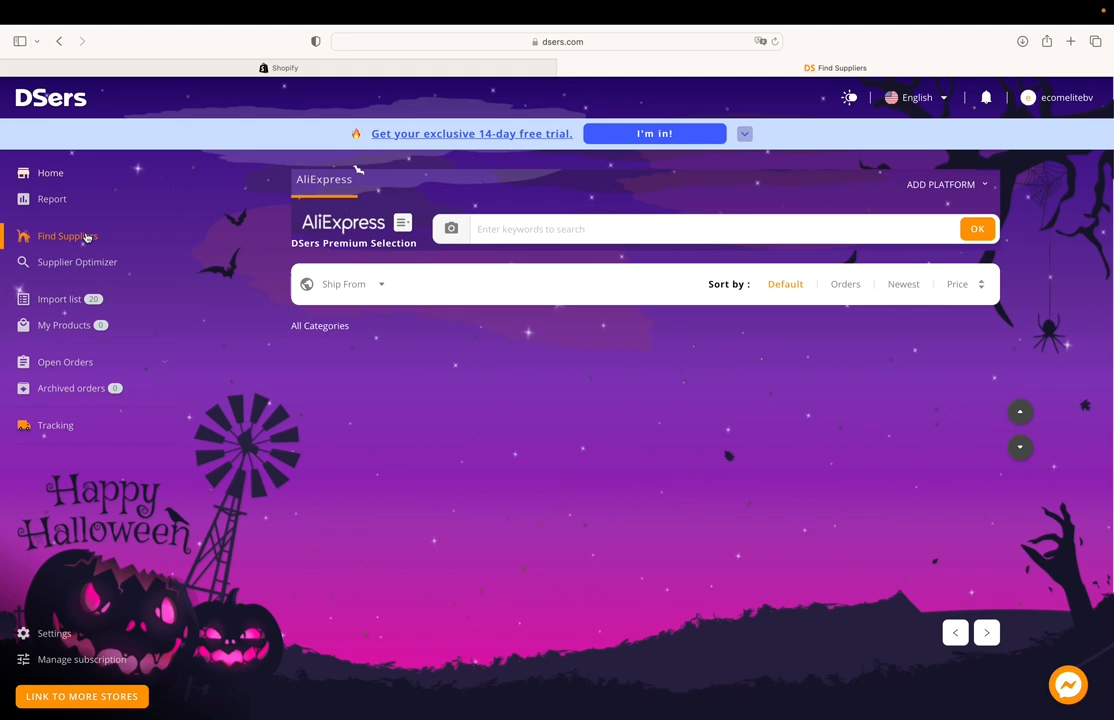 dsers.com
Shopify
DS Find Suppliers
DSers
English
e ecomelitebv
Get your exclusive 14-day free trial.
I'm in!
Home
Report
Find Suppliers
Supplier Optimizer
Import list 20
My Products 0
Open Orders
Archived orders 0
Tracking
AliExpress
ADD PLATFORM
AliExpress
DSers Premium Selection
Enter keywords to search
OK
Ship From
Sort by :
Default
Orders
Newest
Price
All Categories
Happy
Halloween
Settings
Manage subscription
LINK TO MORE STORES